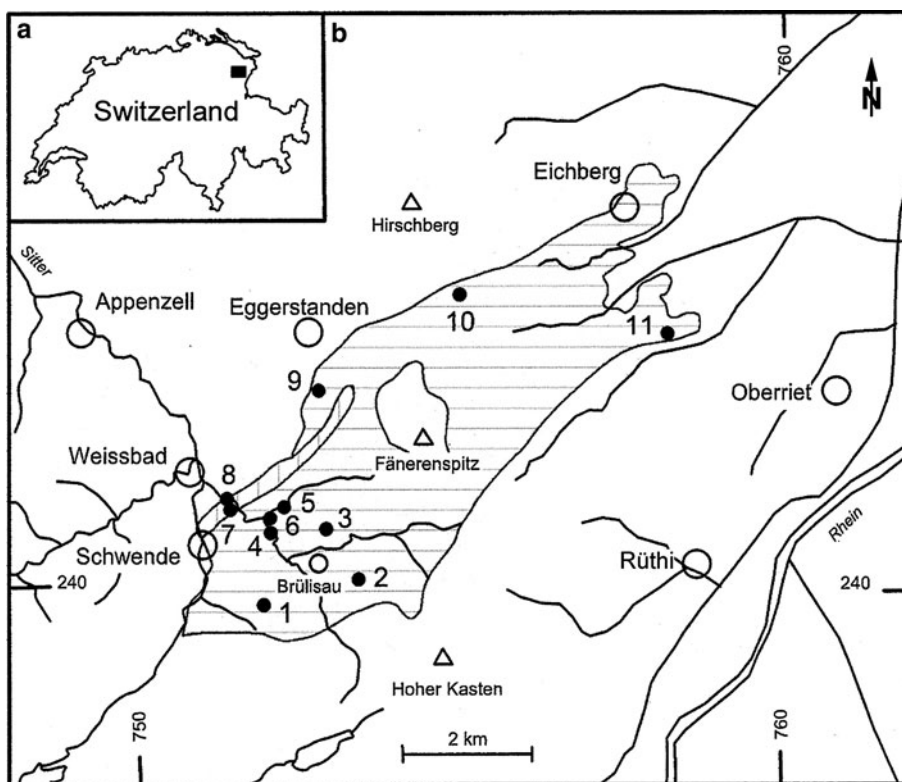 a
b
760
N
Switzerland
Eichberg
Hirschberg
Sitter
Appenzell
Eggerstanden
10
11
9
Oberriet
Weissbad
Fänerenspitz
8
5
7
6
3
4
Rhein
Schwende
Brülisau
Rüthi
2
240
240
1
Hoher Kasten
750
2 km
760